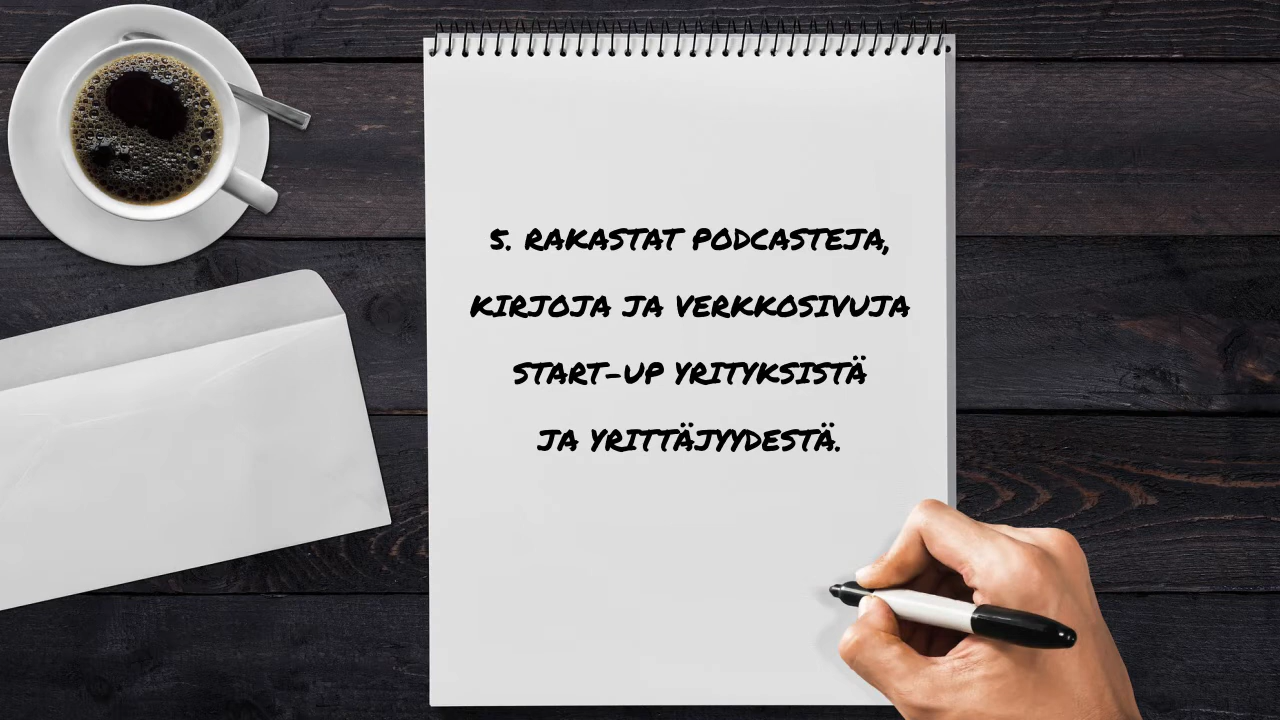 5. RAKASTAT PODCASTEJA,
KIRJOJA JA VERKKOSIVUJA
START-UP YRITYKSISTÄ
JA YRITTÄJYYDESTÄ.